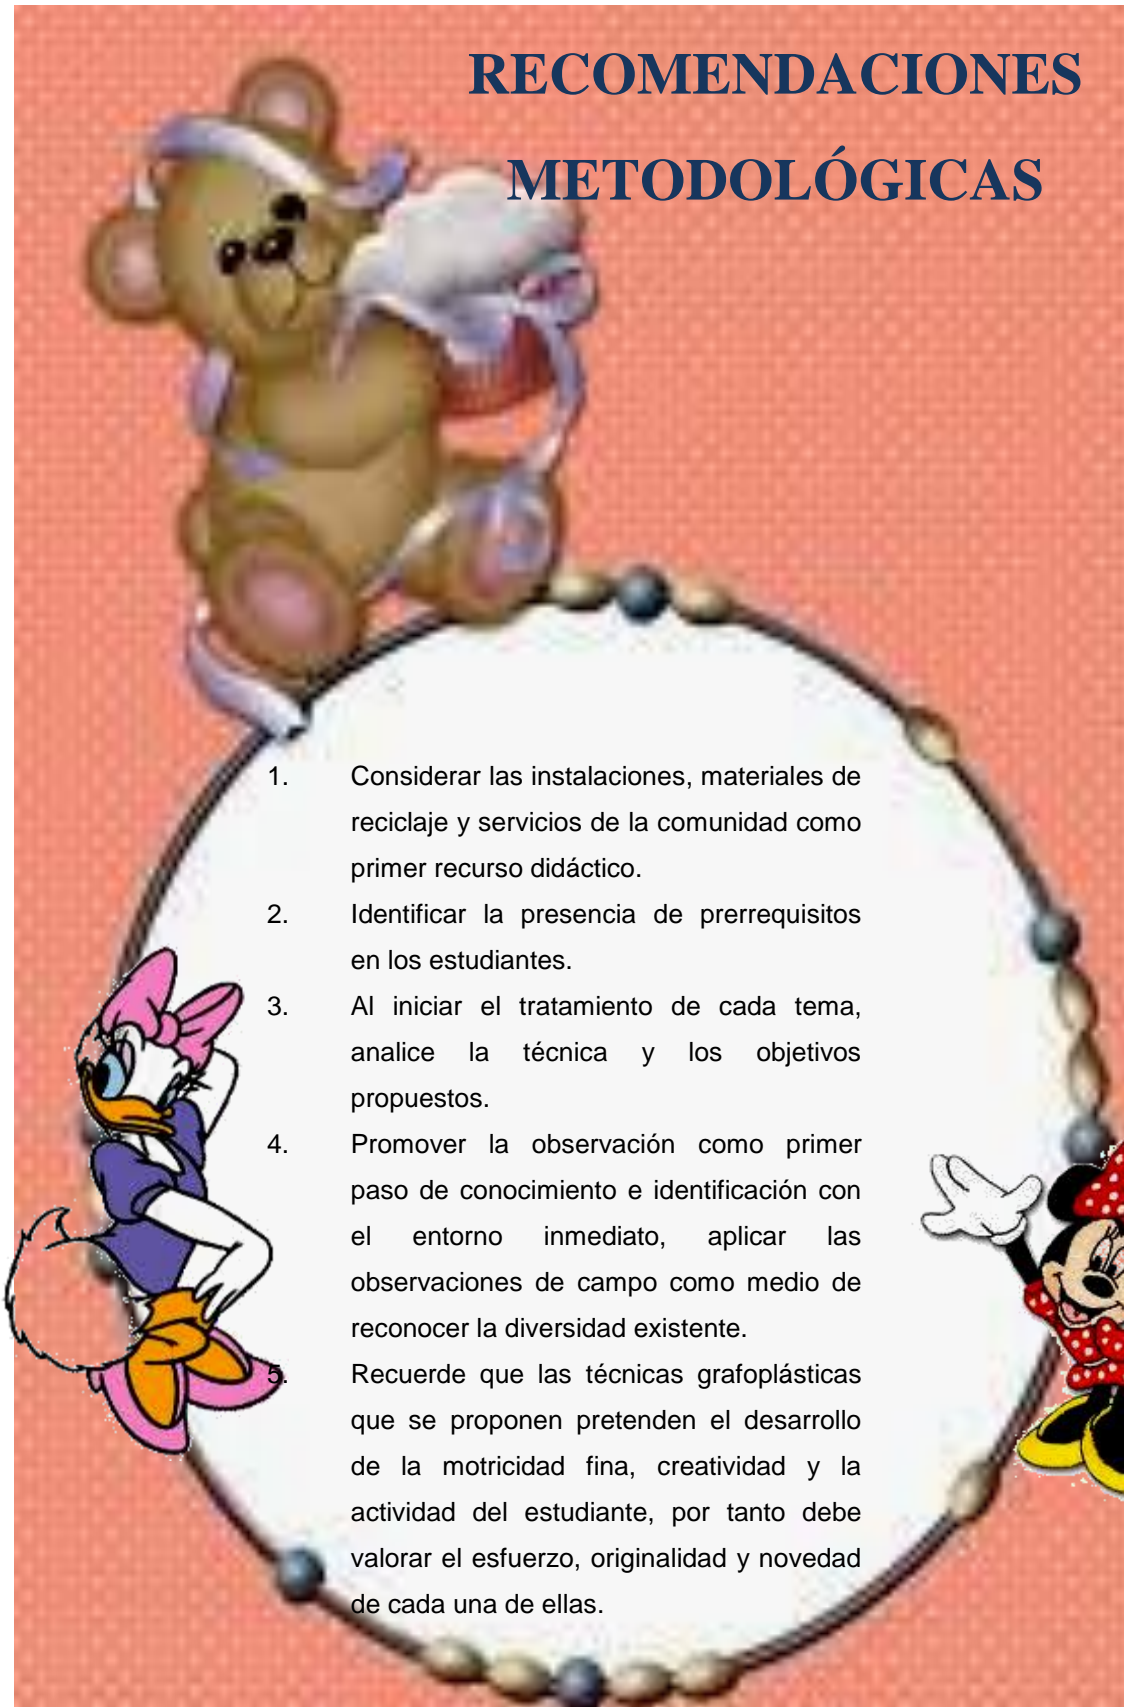 RECOMENDACIONES
METODOLÓGICAS
1. Considerar las instalaciones, materiales de
reciclaje y servicios de la comunidad como
primer recurso didáctico.
2. Identificar la presencia de prerrequisitos
en los estudiantes.
3. Al iniciar el tratamiento de cada tema,
analice la técnica y los objetivos
propuestos.
4. Promover la observación como primer
paso de conocimiento e identificación con
el entorno inmediato, aplicar las
observaciones de campo como medio de
reconocer la diversidad existente.
5. Recuerde que las técnicas grafoplásticas
que se proponen pretenden el desarrollo
de la motricidad fina, creatividad y la
actividad del estudiante, por tanto debe
valorar el esfuerzo, originalidad y novedad
de cada una de ellas.